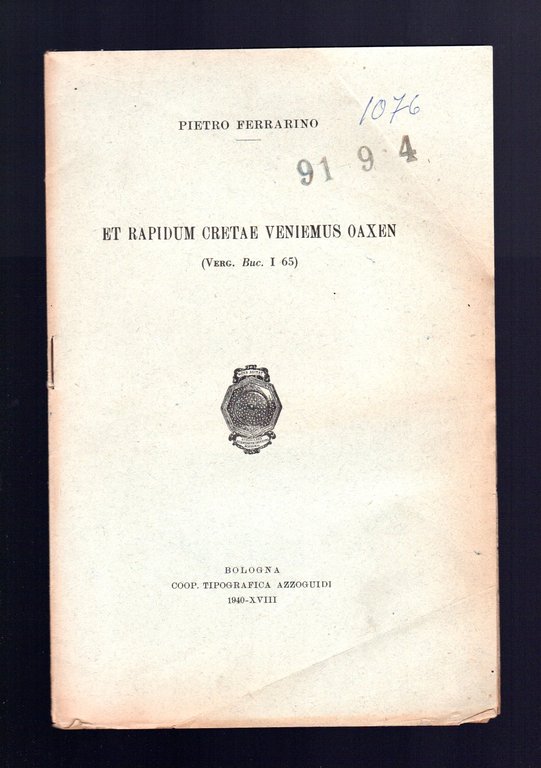 1076
PIETRO FERRARINO
91 9 4
ET RAPIDUM CRETAE VENIEMUS OAXEN
(VERG. Buc. I 65)
BOLOGNA
COOP. TIPOGRAFICA AZZOGUIDI
1940-XVIII